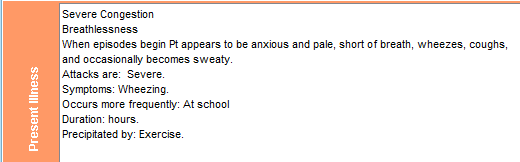 Present Illness
Severe Congestion
Breathlessness
When episodes begin Pt appears to be anxious and pale, short of breath, wheezes, coughs,
and occasionally becomes sweaty.
Attacks are:  Severe.
Symptoms: Wheezing.
Occurs more frequently: At school
Duration: hours.
Precipitated by: Exercise.